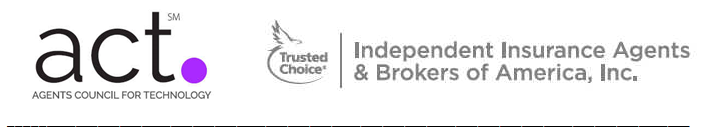 act.
SM
AGENTS COUNCIL FOR TECHNOLOGY
Trusted
Choice®
Independent Insurance Agents
& Brokers of America, Inc.